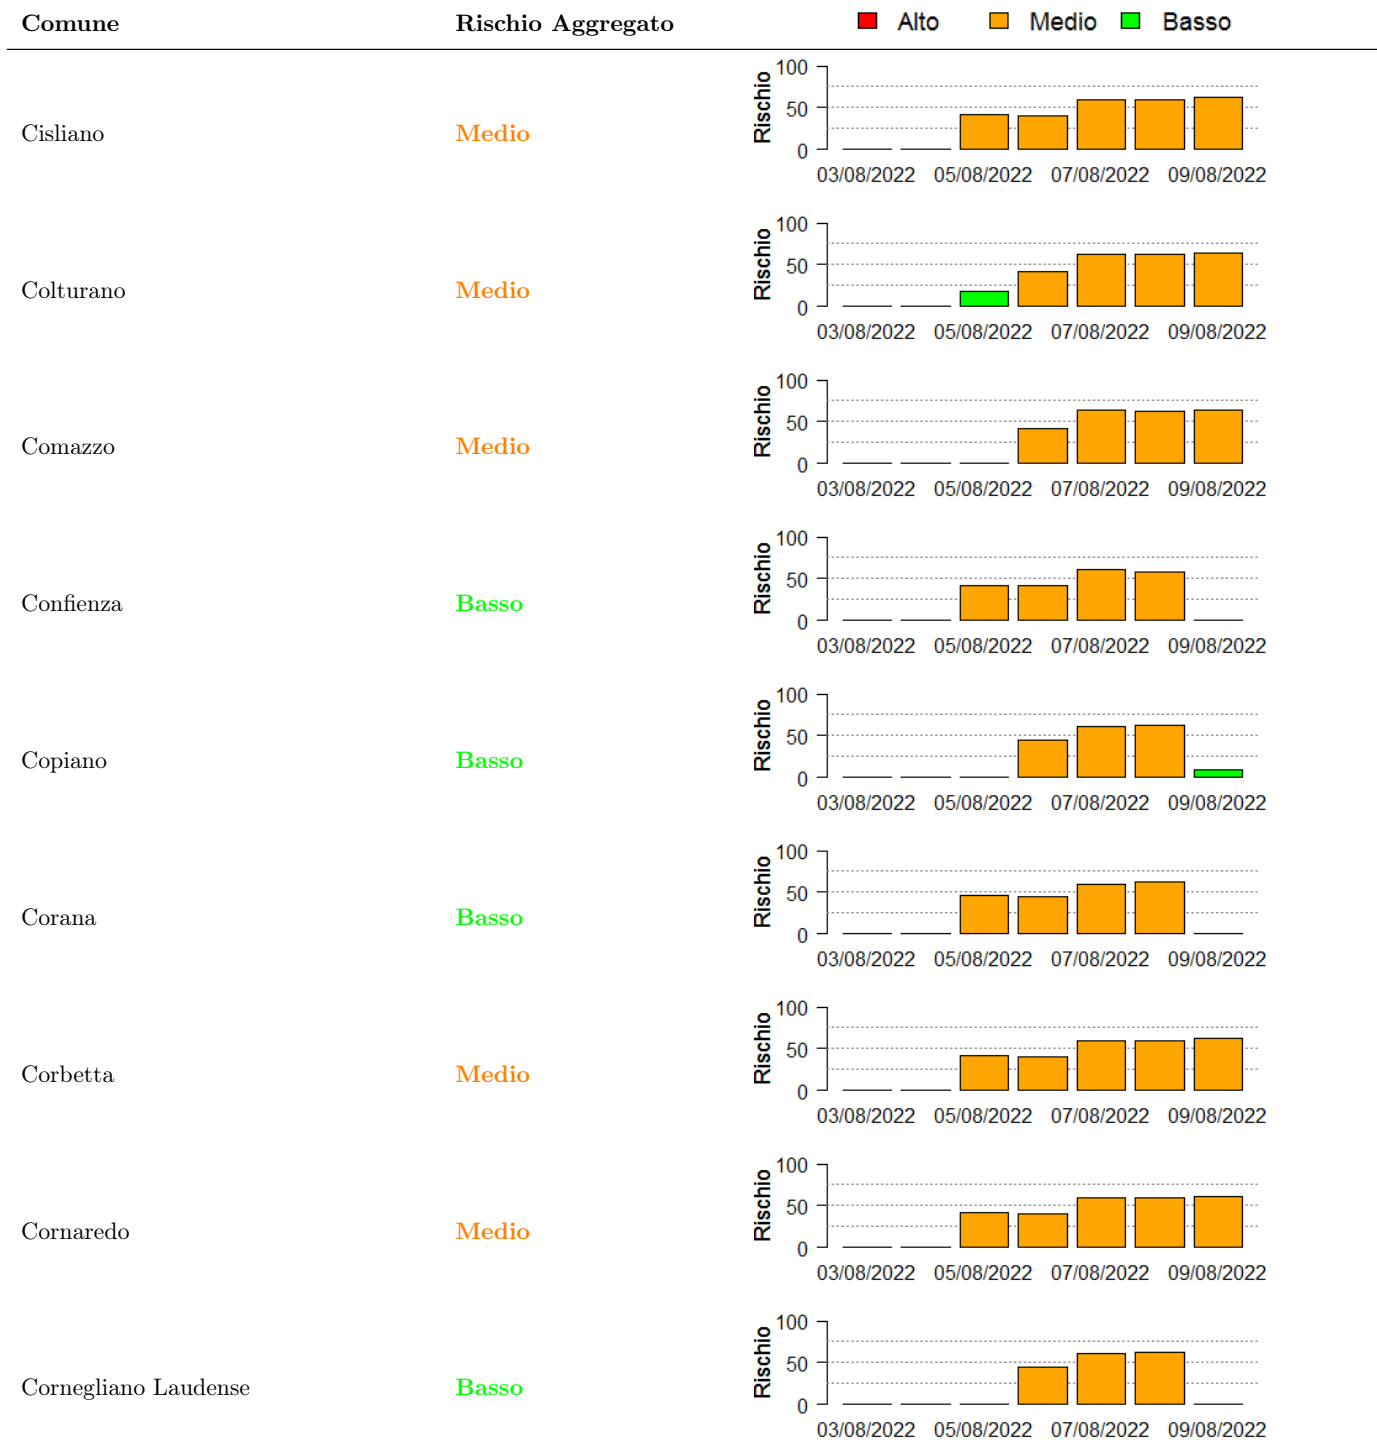 Comune Rischio Aggregato Alto Medio Basso
Cisliano Medio
Rischio
100
50
0
03/08/2022 05/08/2022 07/08/2022 09/08/2022
Colturano Medio
Rischio
100
50
0
03/08/2022 05/08/2022 07/08/2022 09/08/2022
Comazzo Medio
Rischio
100
50
0
03/08/2022 05/08/2022 07/08/2022 09/08/2022
Confienza Basso
Rischio
100
50
0
03/08/2022 05/08/2022 07/08/2022 09/08/2022
Copiano Basso
Rischio
100
50
0
03/08/2022 05/08/2022 07/08/2022 09/08/2022
Corana Basso
Rischio
100
50
0
03/08/2022 05/08/2022 07/08/2022 09/08/2022
Corbetta Medio
Rischio
100
50
0
03/08/2022 05/08/2022 07/08/2022 09/08/2022
Cornaredo Medio
Rischio
100
50
0
03/08/2022 05/08/2022 07/08/2022 09/08/2022
Cornegliano Laudense Basso
Rischio
100
50
0
03/08/2022 05/08/2022 07/08/2022 09/08/2022